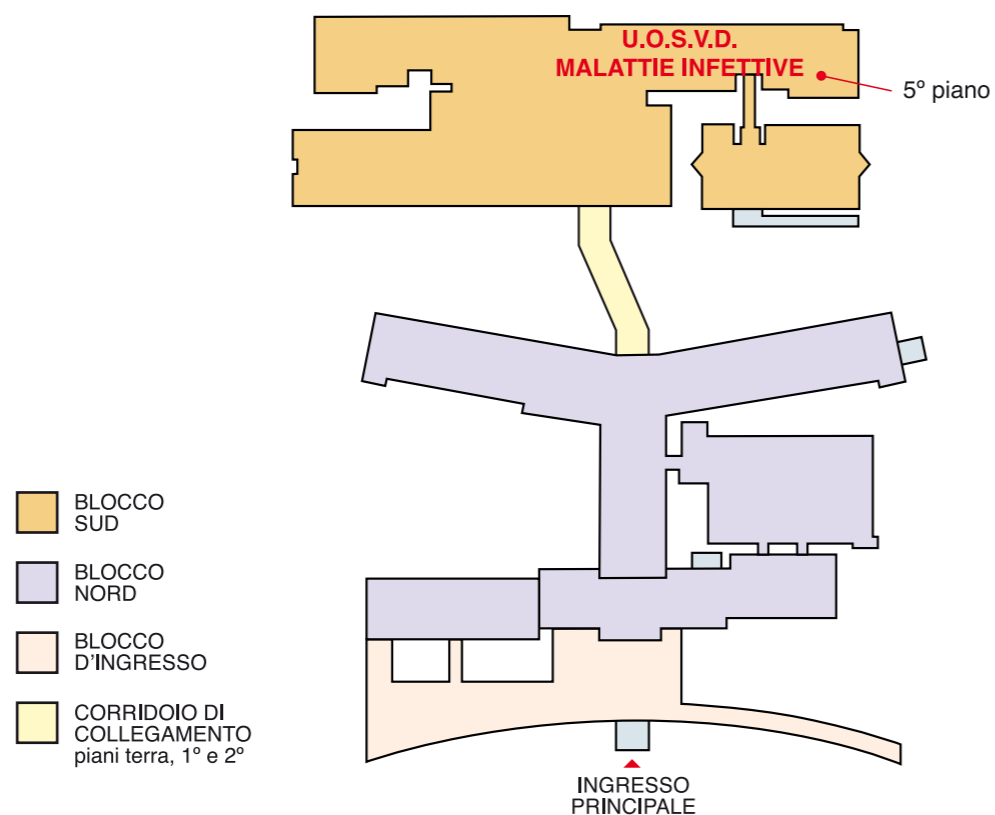 U.O.S.V.D.
MALATTIE INFETTIVE
5º piano
BLOCCO
SUD
BLOCCO
NORD
BLOCCO
D'INGRESSO
CORRIDOIO DI
COLLEGAMENTO
piani terra, 1º e 2º
INGRESSO
PRINCIPALE